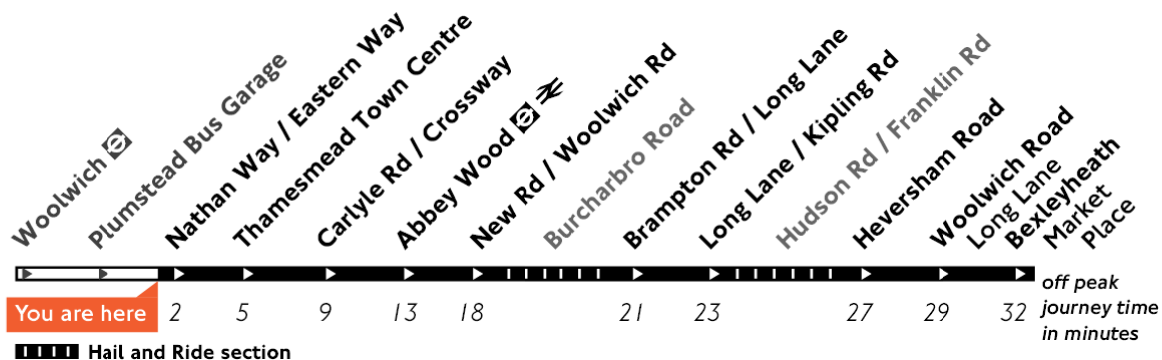 Woolwich
Plumstead Bus Garage
Nathan Way / Eastern Way
Thamesmead Town Centre
Carlyle Rd / Crossway
Abbey Wood
New Rd / Woolwich Rd
Burcharbro Road
Brampton Rd / Long Lane
Long Lane / Kipling Rd
Hudson Rd / Franklin Rd
Heversham Road
Woolwich Road
Long Lane
Bexleyheath
Market
Place
You are here 2 5 9 13 18 21 23 27 29 32
off peak
journey time
in minutes
Hail and Ride section